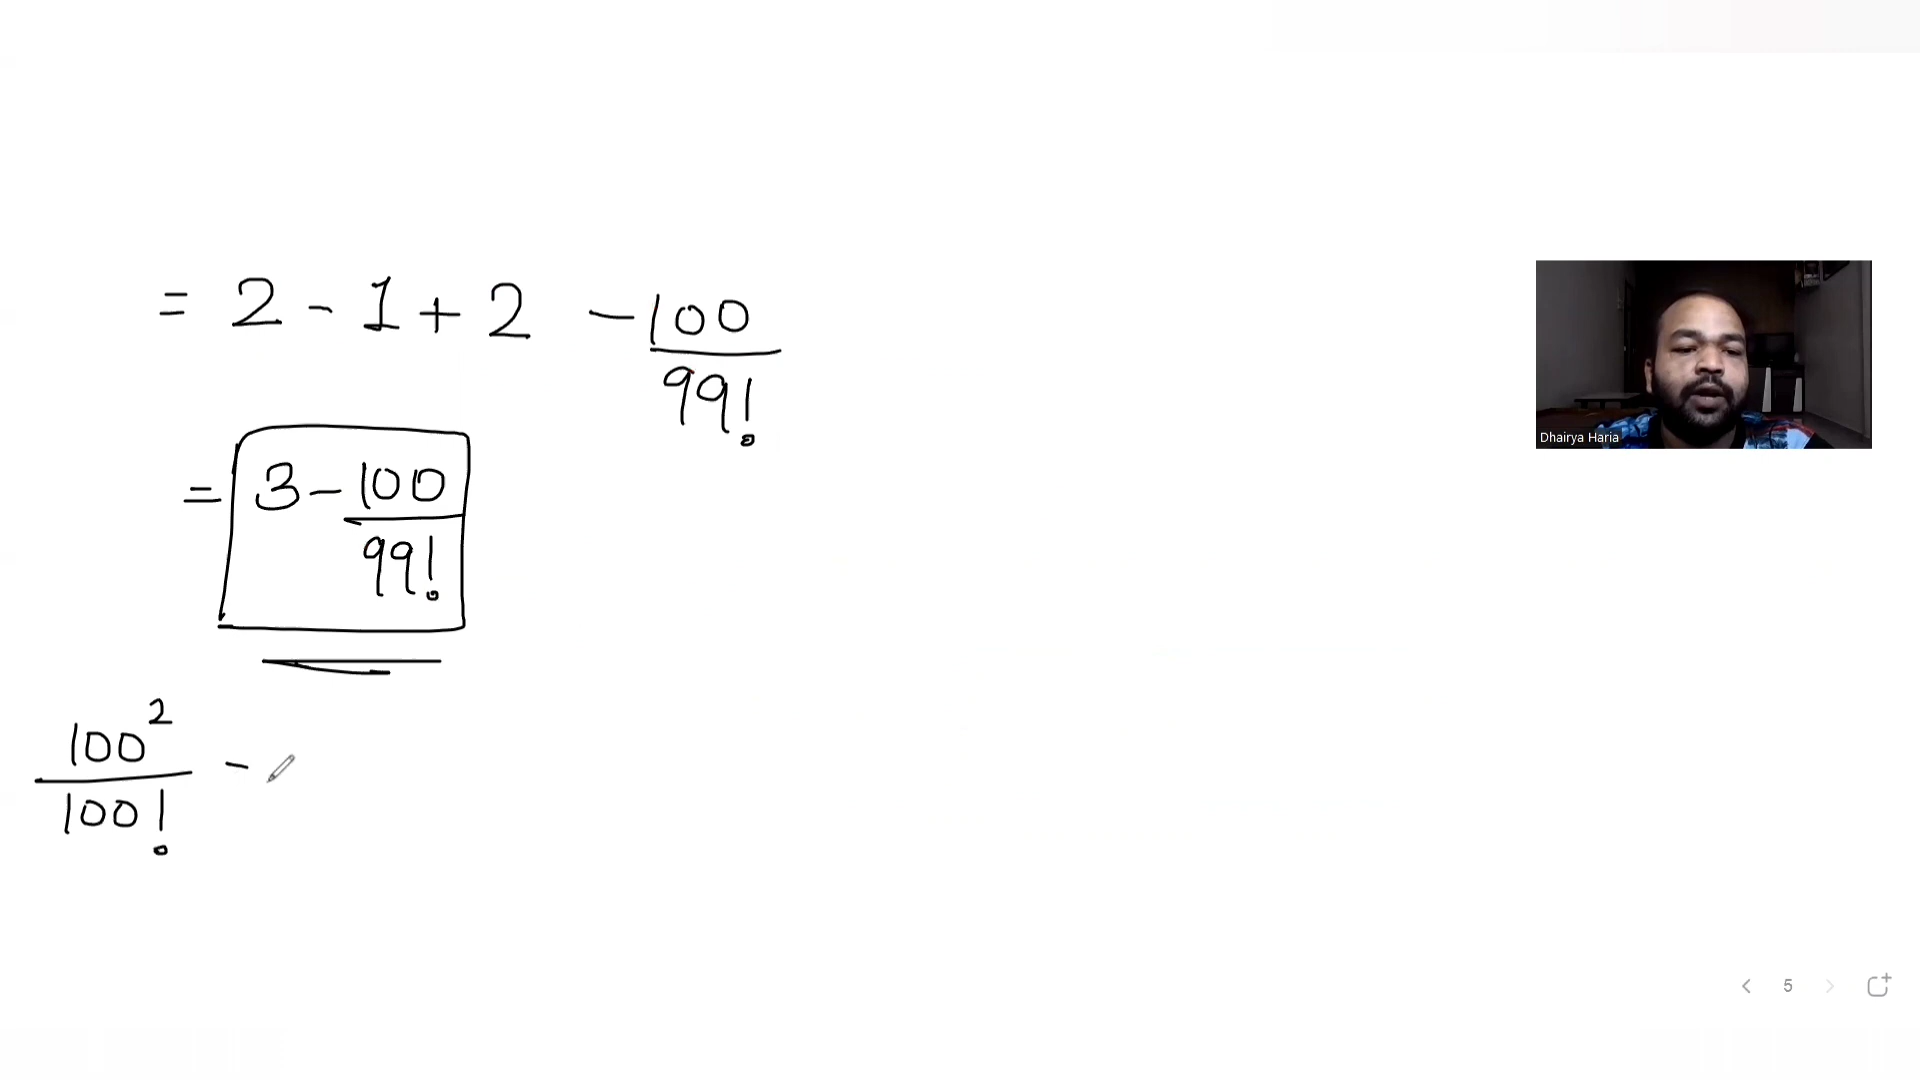 = 2 - 1 + 2 - 100/99!
= 3 - 100/99!
100²/100! -
Dhairya Haria
5